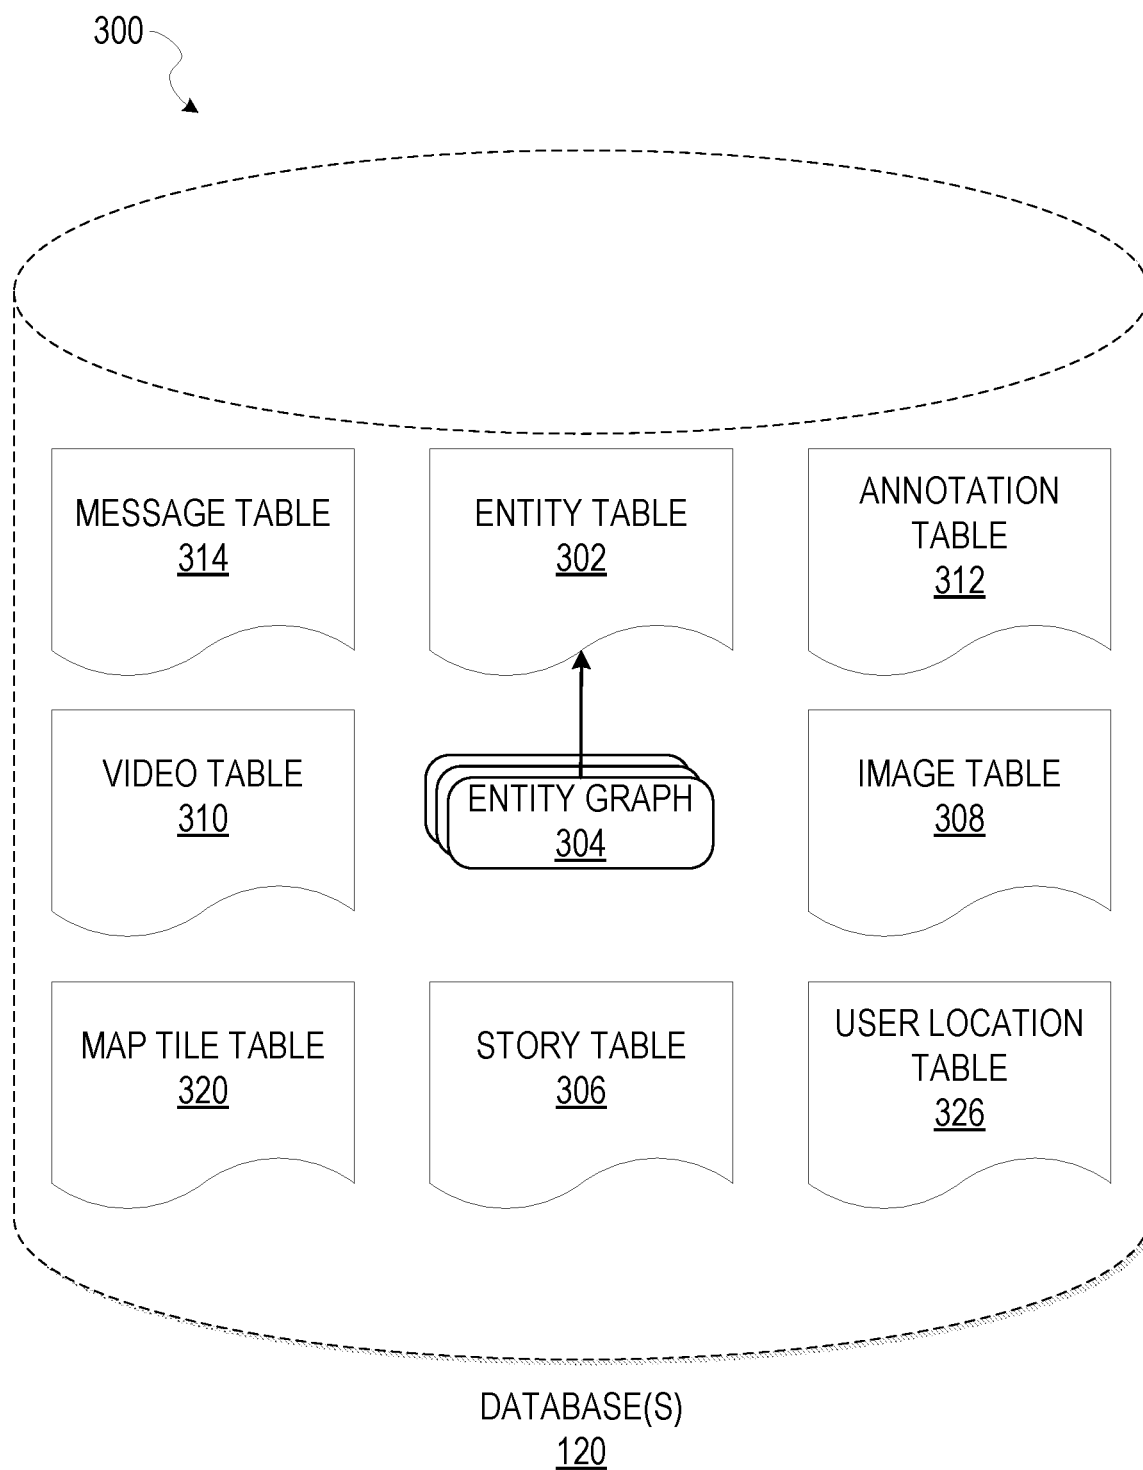 300
MESSAGE TABLE
314
ENTITY TABLE
302
ANNOTATION
TABLE
312
VIDEO TABLE
310
ENTITY GRAPH
304
IMAGE TABLE
308
MAP TILE TABLE
320
STORY TABLE
306
USER LOCATION
TABLE
326
DATABASE(S)
120